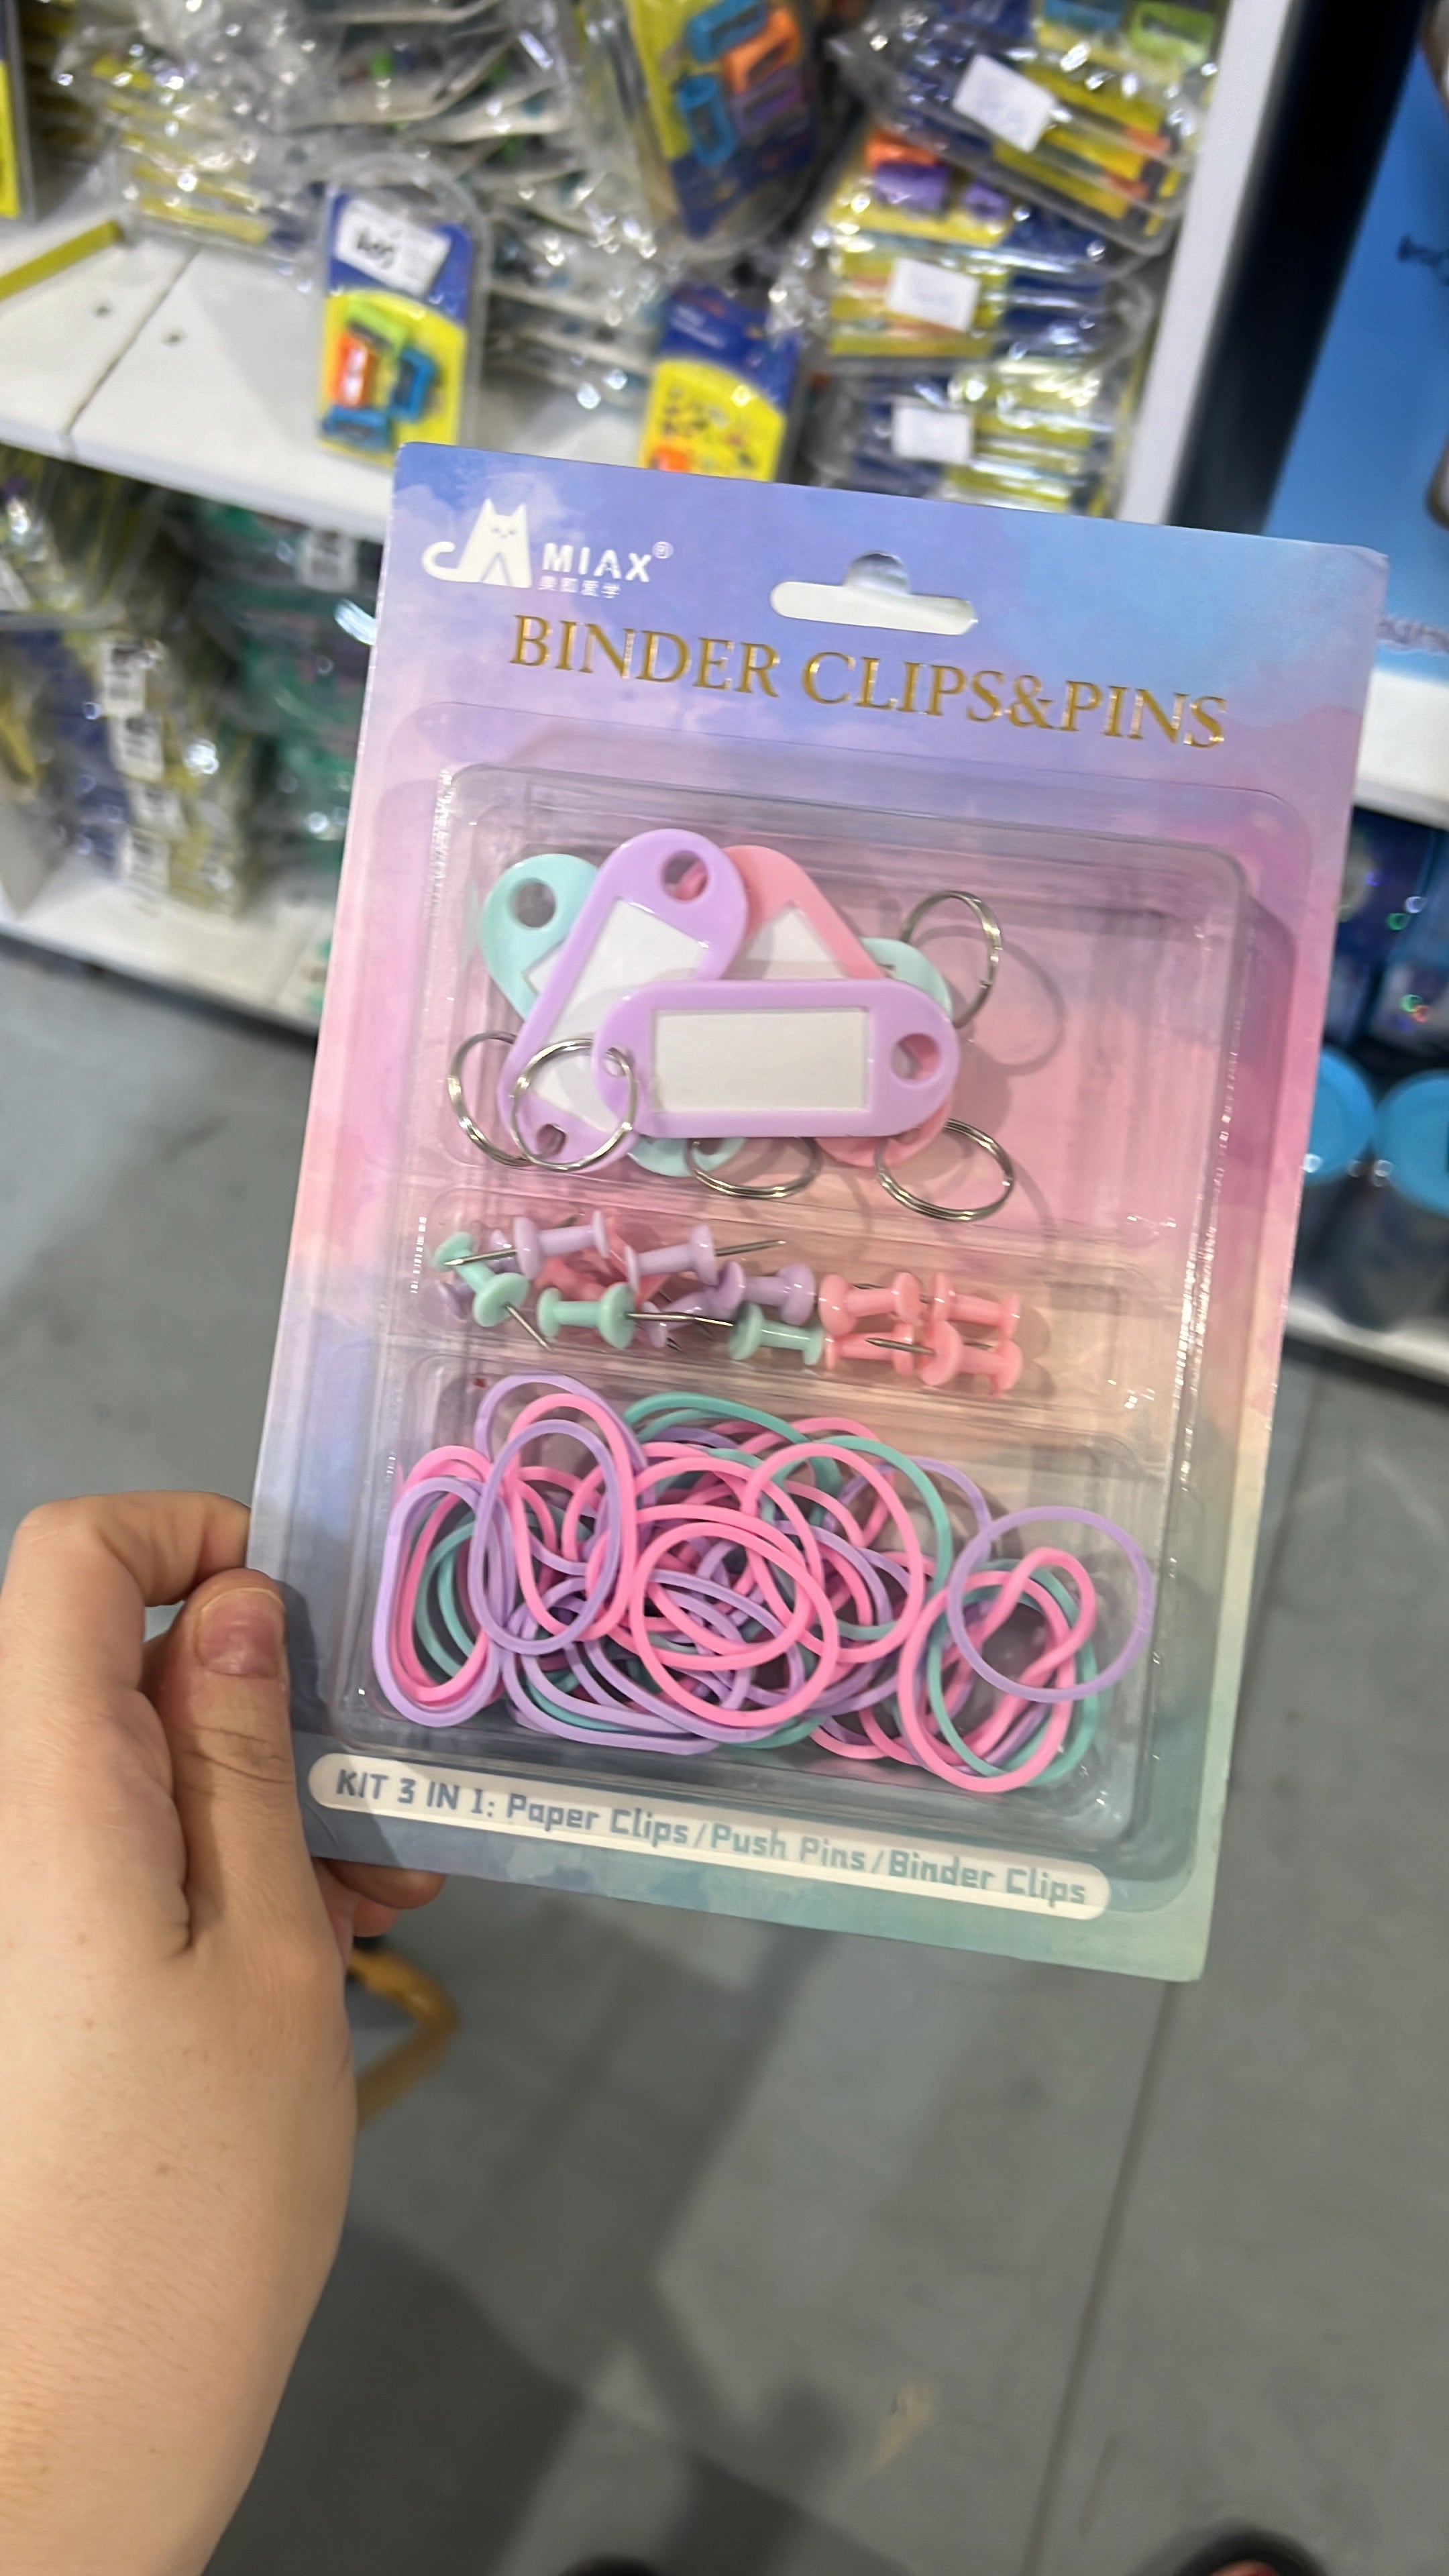 MIAX®
BINDER CLIPS&PINS
KIT 3 IN 1: Paper Clips/Push Pins/Binder Clips